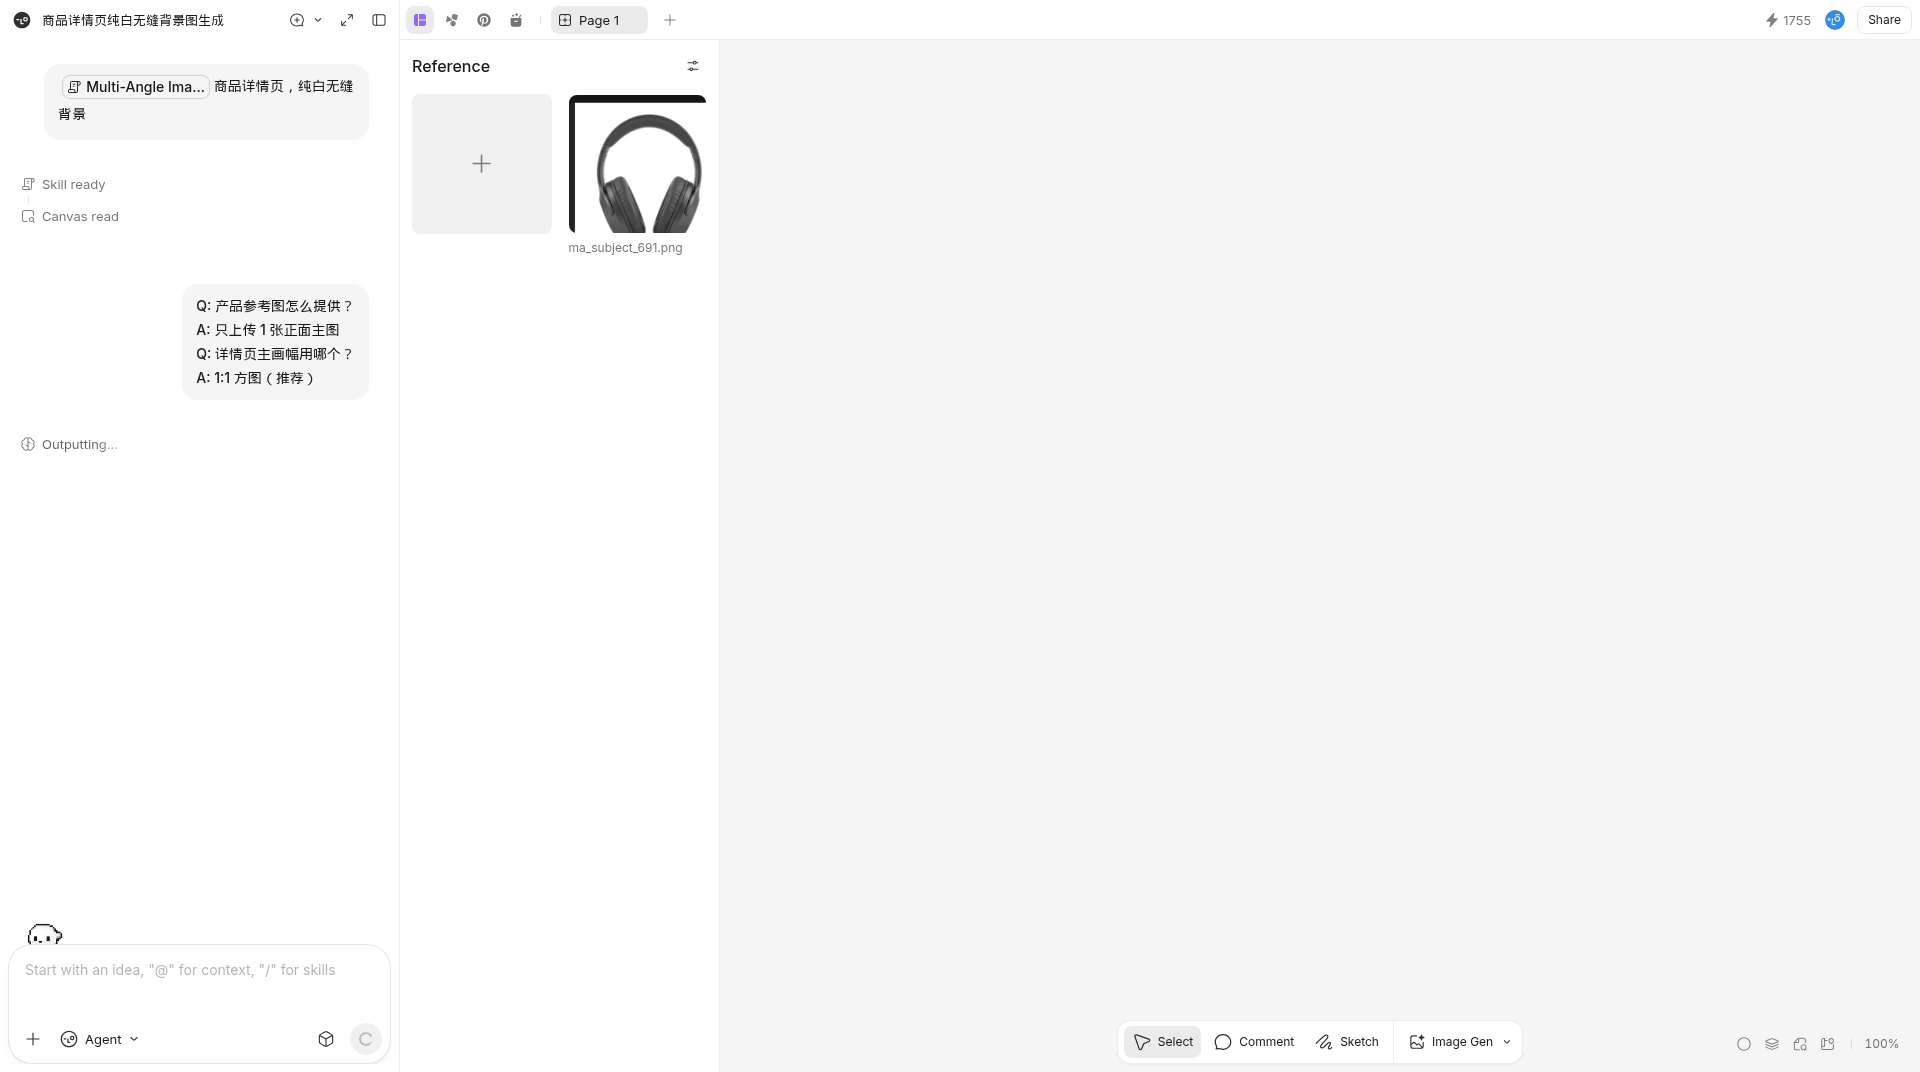 商品详情页纯白无缝背景图生成
Page 1
1755
Share
Multi-Angle Ima... 商品详情页，纯白无缝
背景
Skill ready
Canvas read
Q: 产品参考图怎么提供？
A: 只上传 1 张正面主图
Q: 详情页主画幅用哪个？
A: 1:1 方图（推荐）
Outputting...
Start with an idea, "@" for context, "/" for skills
Agent
Reference
ma_subject_691.png
Select
Comment
Sketch
Image Gen
100%